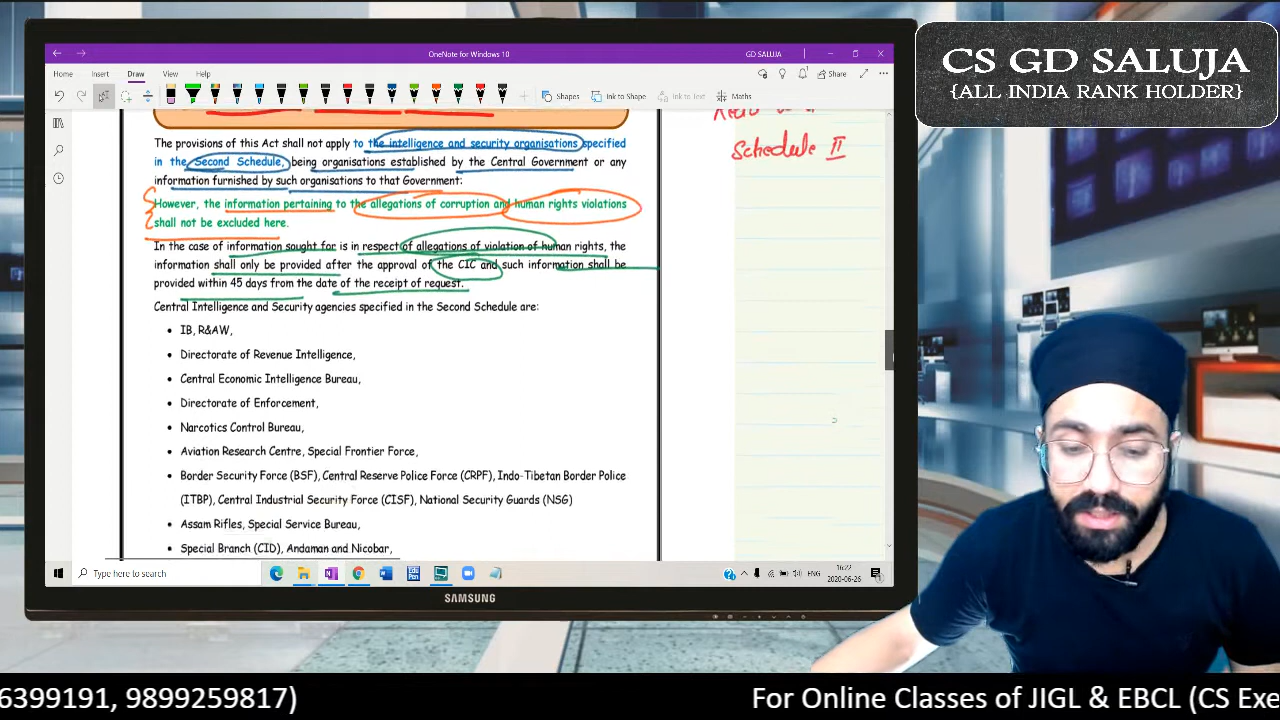 CS GD SALUJA
{ALL INDIA RANK HOLDER}
OneNote for Windows 10
GD SALUJA
Home Insert Draw View Help
Share
Shapes Ink to Shape Ink to Text Maths
Schedule II
The provisions of this Act shall not apply to the intelligence and security organisations specified
in the Second Schedule, being organisations established by the Central Government or any
information furnished by such organisations to that Government:
However, the information pertaining to the allegations of corruption and human rights violations
shall not be excluded here.
In the case of information sought for is in respect of allegations of violation of human rights, the
information shall only be provided after the approval of the CIC and such information shall be
provided within 45 days from the date of the receipt of request.
Central Intelligence and Security agencies specified in the Second Schedule are:
• IB, R&AW,
• Directorate of Revenue Intelligence,
• Central Economic Intelligence Bureau,
• Directorate of Enforcement,
• Narcotics Control Bureau,
• Aviation Research Centre, Special Frontier Force,
• Border Security Force (BSF), Central Reserve Police Force (CRPF), Indo-Tibetan Border Police
(ITBP), Central Industrial Security Force (CISF), National Security Guards (NSG)
• Assam Rifles, Special Service Bureau,
• Special Branch (CID), Andaman and Nicobar,
Type here to search
ENG
16:22
2020-06-26
SAMSUNG
6399191, 9899259817) For Online Classes of JIGL & EBCL (CS Exe